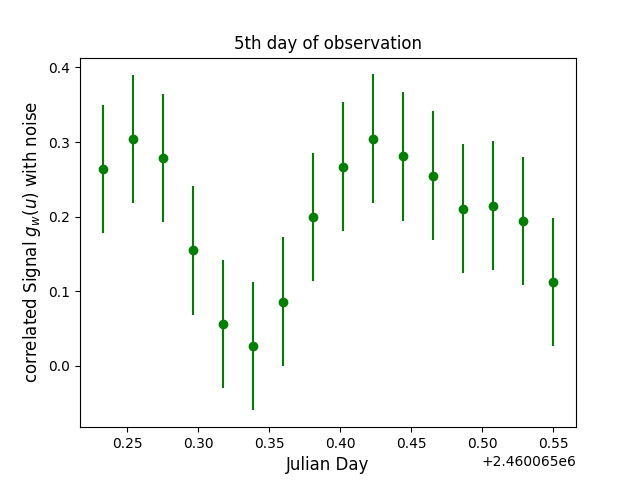 5th day of observation
correlated Signal g_w(u) with noise
0.4
0.3
0.2
0.1
0.0
0.25 0.30 0.35 0.40 0.45 0.50 0.55
Julian Day
+2.460065e6